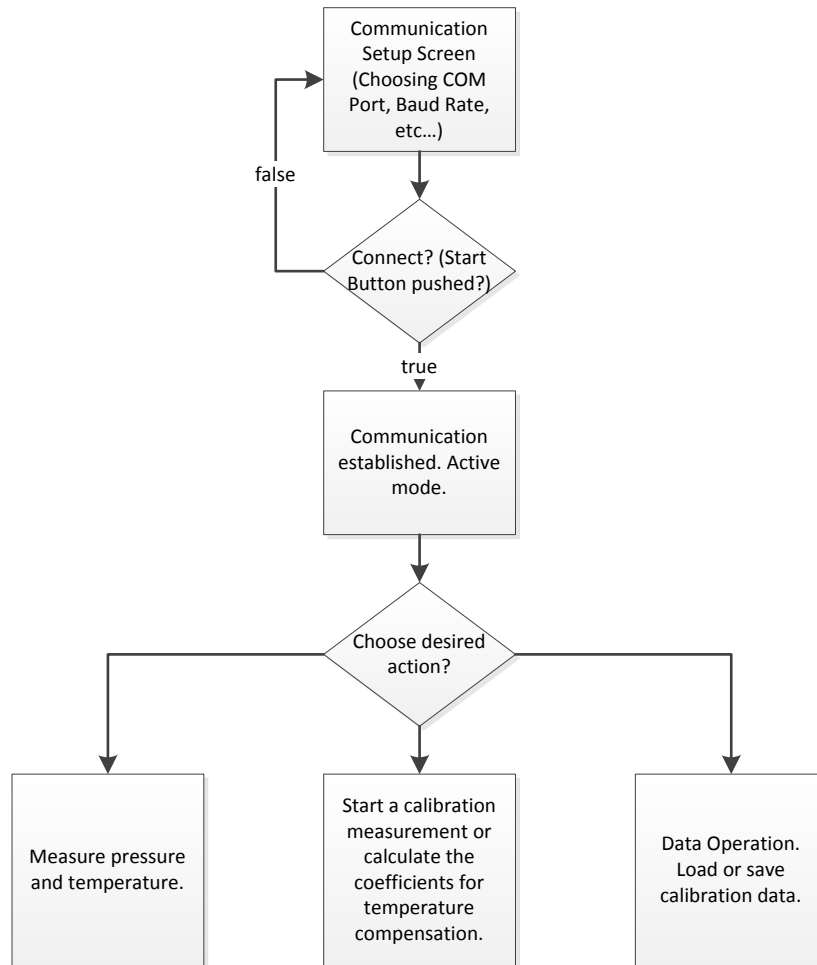 Communication
Setup Screen
(Choosing COM
Port, Baud Rate,
etc…)
false
Connect? (Start
Button pushed?)
true
Communication
established. Active
mode.
Choose desired
action?
Measure pressure
and temperature.
Start a calibration
measurement or
calculate the
coefficients for
temperature
compensation.
Data Operation.
Load or save
calibration data.